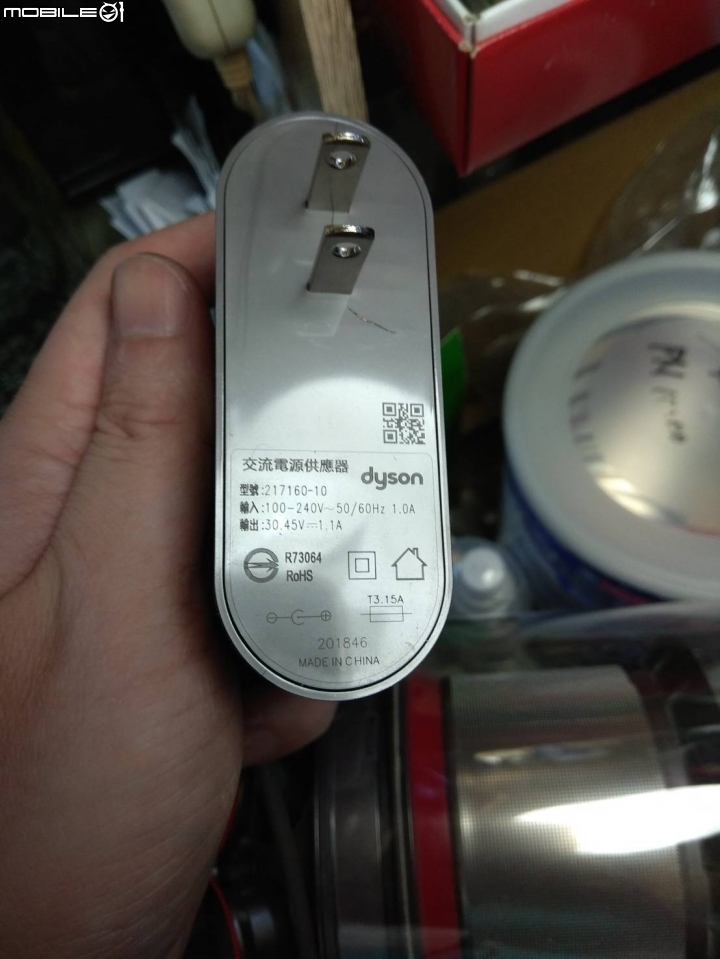 MOBILE01
交流電源供應器
dyson
型號:217160-10
輸入:100-240V～50/60Hz 1.0A
輸出:30.45V⎓1.1A
R73064
RoHS
T3.15A
201846
MADE IN CHINA